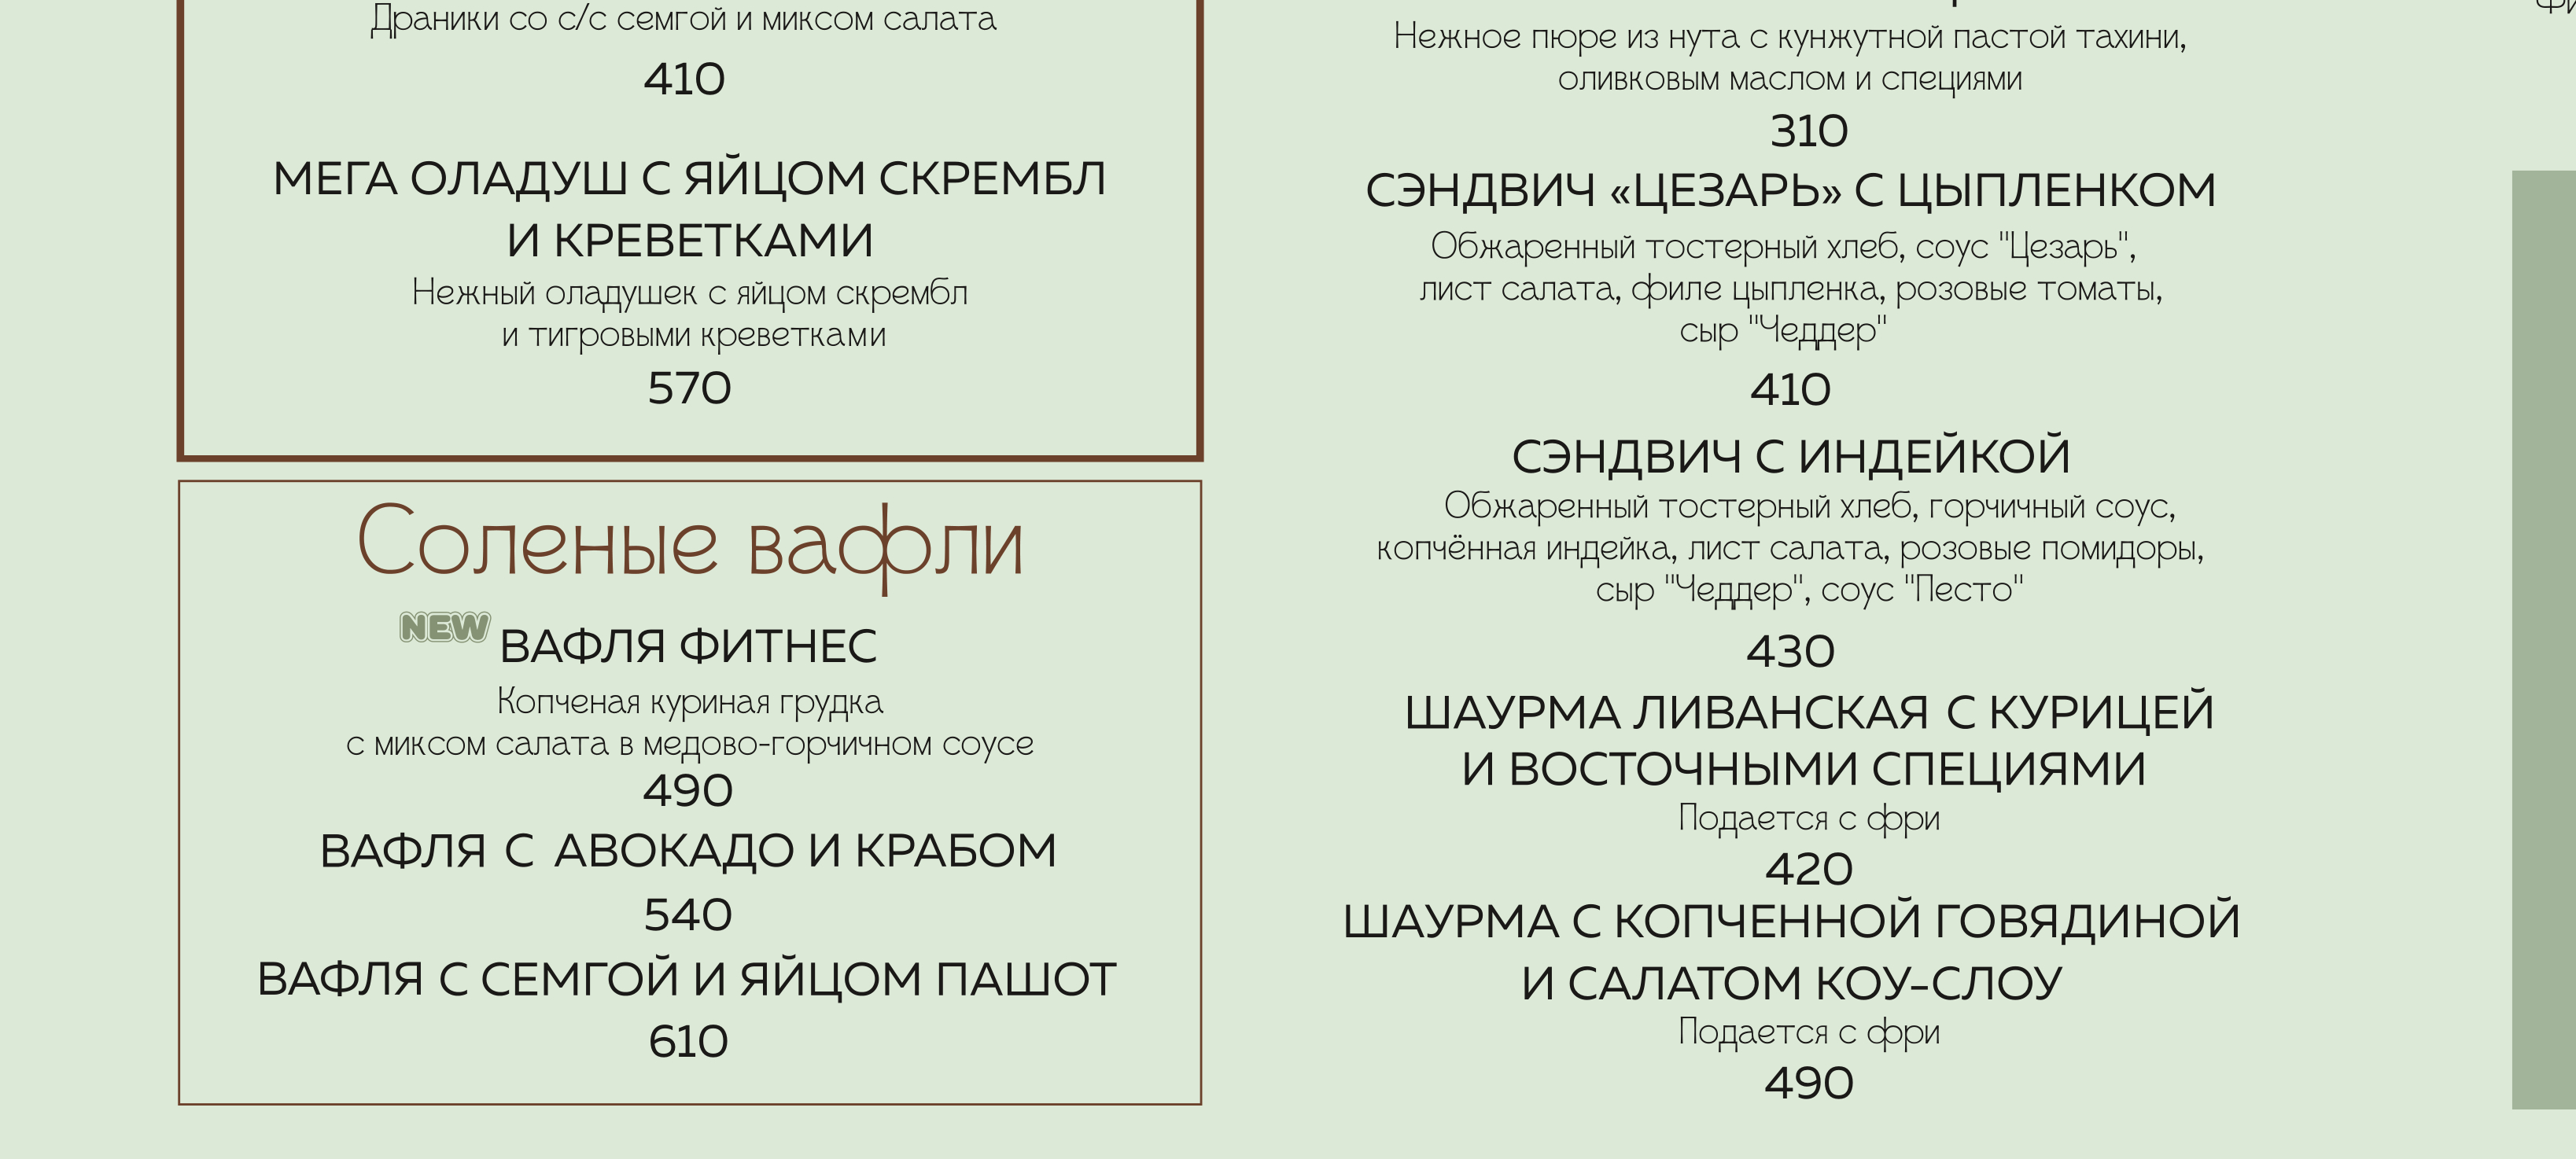 Драники со с/с семгой и миксом салата
410
МЕГА ОЛАДУШ С ЯЙЦОМ СКРЕМБЛ
И КРЕВЕТКАМИ
Нежный оладушек с яйцом скрембл
и тигровыми креветками
570
Соленые вафли
NEW
ВАФЛЯ ФИТНЕС
Копченая куриная грудка
с миксом салата в медово-горчичном соусе
490
ВАФЛЯ С АВОКАДО И КРАБОМ
540
ВАФЛЯ С СЕМГОЙ И ЯЙЦОМ ПАШОТ
610
Нежное пюре из нута с кунжутной пастой тахини,
оливковым маслом и специями
310
СЭНДВИЧ «ЦЕЗАРЬ» С ЦЫПЛЕНКОМ
Обжаренный тостерный хлеб, соус "Цезарь",
лист салата, филе цыпленка, розовые томаты,
сыр "Чеддер"
410
СЭНДВИЧ С ИНДЕЙКОЙ
Обжаренный тостерный хлеб, горчичный соус,
копчённая индейка, лист салата, розовые помидоры,
сыр "Чеддер", соус "Песто"
430
ШАУРМА ЛИВАНСКАЯ С КУРИЦЕЙ
И ВОСТОЧНЫМИ СПЕЦИЯМИ
Подается с фри
420
ШАУРМА С КОПЧЕННОЙ ГОВЯДИНОЙ
И САЛАТОМ КОУ-СЛОУ
Подается с фри
490